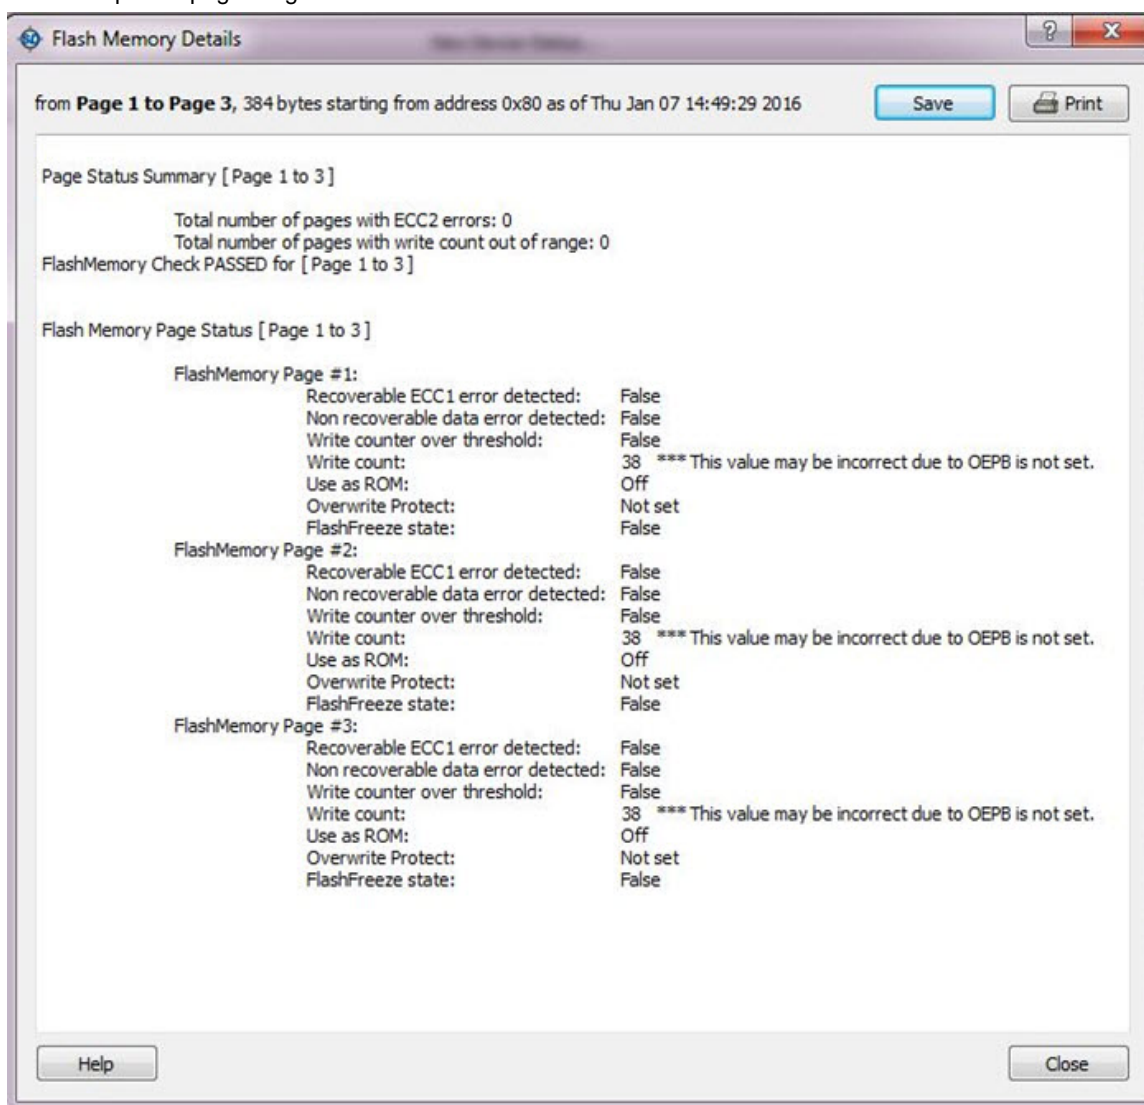 Flash Memory Details
from Page 1 to Page 3, 384 bytes starting from address 0x80 as of Thu Jan 07 14:49:29 2016
Save
Print
Page Status Summary [ Page 1 to 3 ]
Total number of pages with ECC2 errors: 0
Total number of pages with write count out of range: 0
FlashMemory Check PASSED for [ Page 1 to 3 ]
Flash Memory Page Status [ Page 1 to 3 ]
FlashMemory Page #1:
Recoverable ECC1 error detected: False
Non recoverable data error detected: False
Write counter over threshold: False
Write count: 38 *** This value may be incorrect due to OEPB is not set.
Use as ROM: Off
Overwrite Protect: Not set
FlashFreeze state: False
FlashMemory Page #2:
Recoverable ECC1 error detected: False
Non recoverable data error detected: False
Write counter over threshold: False
Write count: 38 *** This value may be incorrect due to OEPB is not set.
Use as ROM: Off
Overwrite Protect: Not set
FlashFreeze state: False
FlashMemory Page #3:
Recoverable ECC1 error detected: False
Non recoverable data error detected: False
Write counter over threshold: False
Write count: 38 *** This value may be incorrect due to OEPB is not set.
Use as ROM: Off
Overwrite Protect: Not set
FlashFreeze state: False
Help
Close